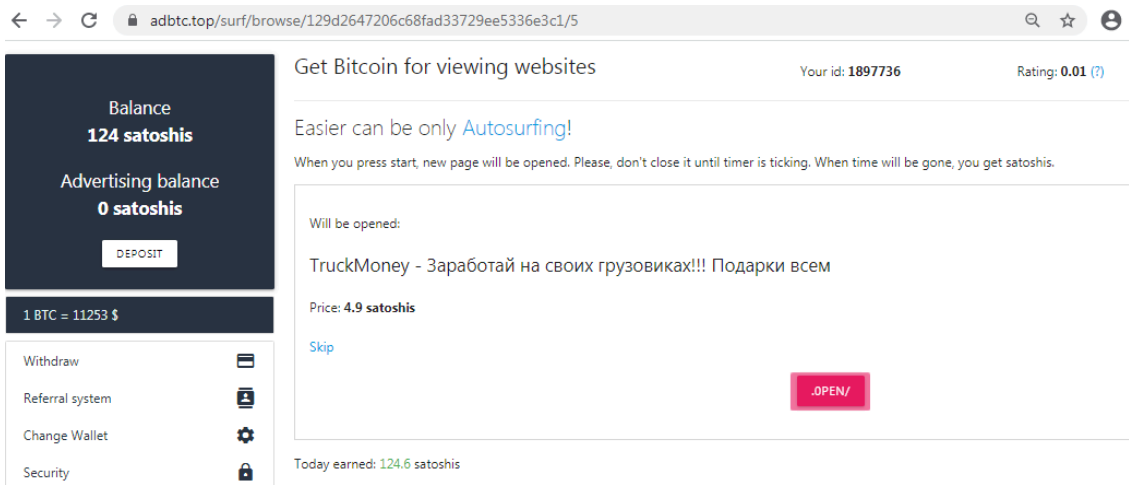 adbtc.top/surf/browse/129d2647206c68fad33729ee5336e3c1/5
Balance
124 satoshis
Advertising balance
0 satoshis
DEPOSIT
1 BTC = 11253 $
Withdraw
Referral system
Change Wallet
Security
Get Bitcoin for viewing websites
Your id: 1897736
Rating: 0.01 (?)
Easier can be only Autosurfing!
When you press start, new page will be opened. Please, don't close it until timer is ticking. When time will be gone, you get satoshis.
Will be opened:
TruckMoney - Заработай на своих грузовиках!!! Подарки всем
Price: 4.9 satoshis
Skip
.0PEN/
Today earned: 124.6 satoshis